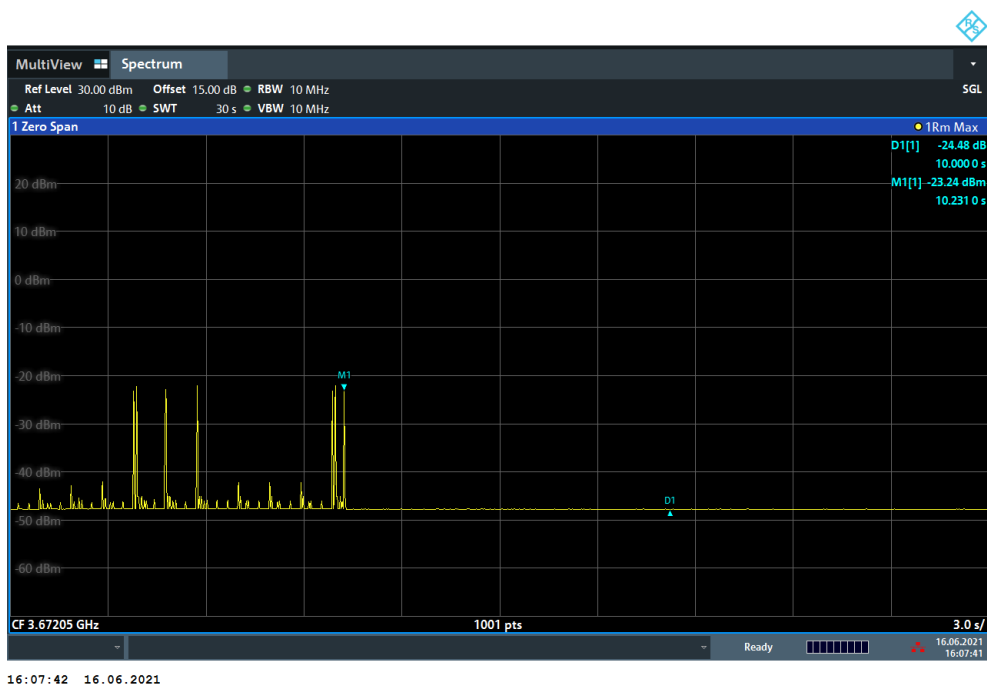 R S
MultiView Spectrum
Ref Level 30.00 dBm Offset 15.00 dB RBW 10 MHz SGL
Att 10 dB SWT 30 s VBW 10 MHz
1 Zero Span 1Rm Max
D1[1] -24.48 dB
10.000 0 s
20 dBm M1[1] -23.24 dBm
10.231 0 s
10 dBm
0 dBm
-10 dBm
-20 dBm M1
-30 dBm
-40 dBm
D1
-50 dBm
-60 dBm
CF 3.67205 GHz 1001 pts 3.0 s/
Ready 16.06.2021
16:07:41
16:07:42 16.06.2021